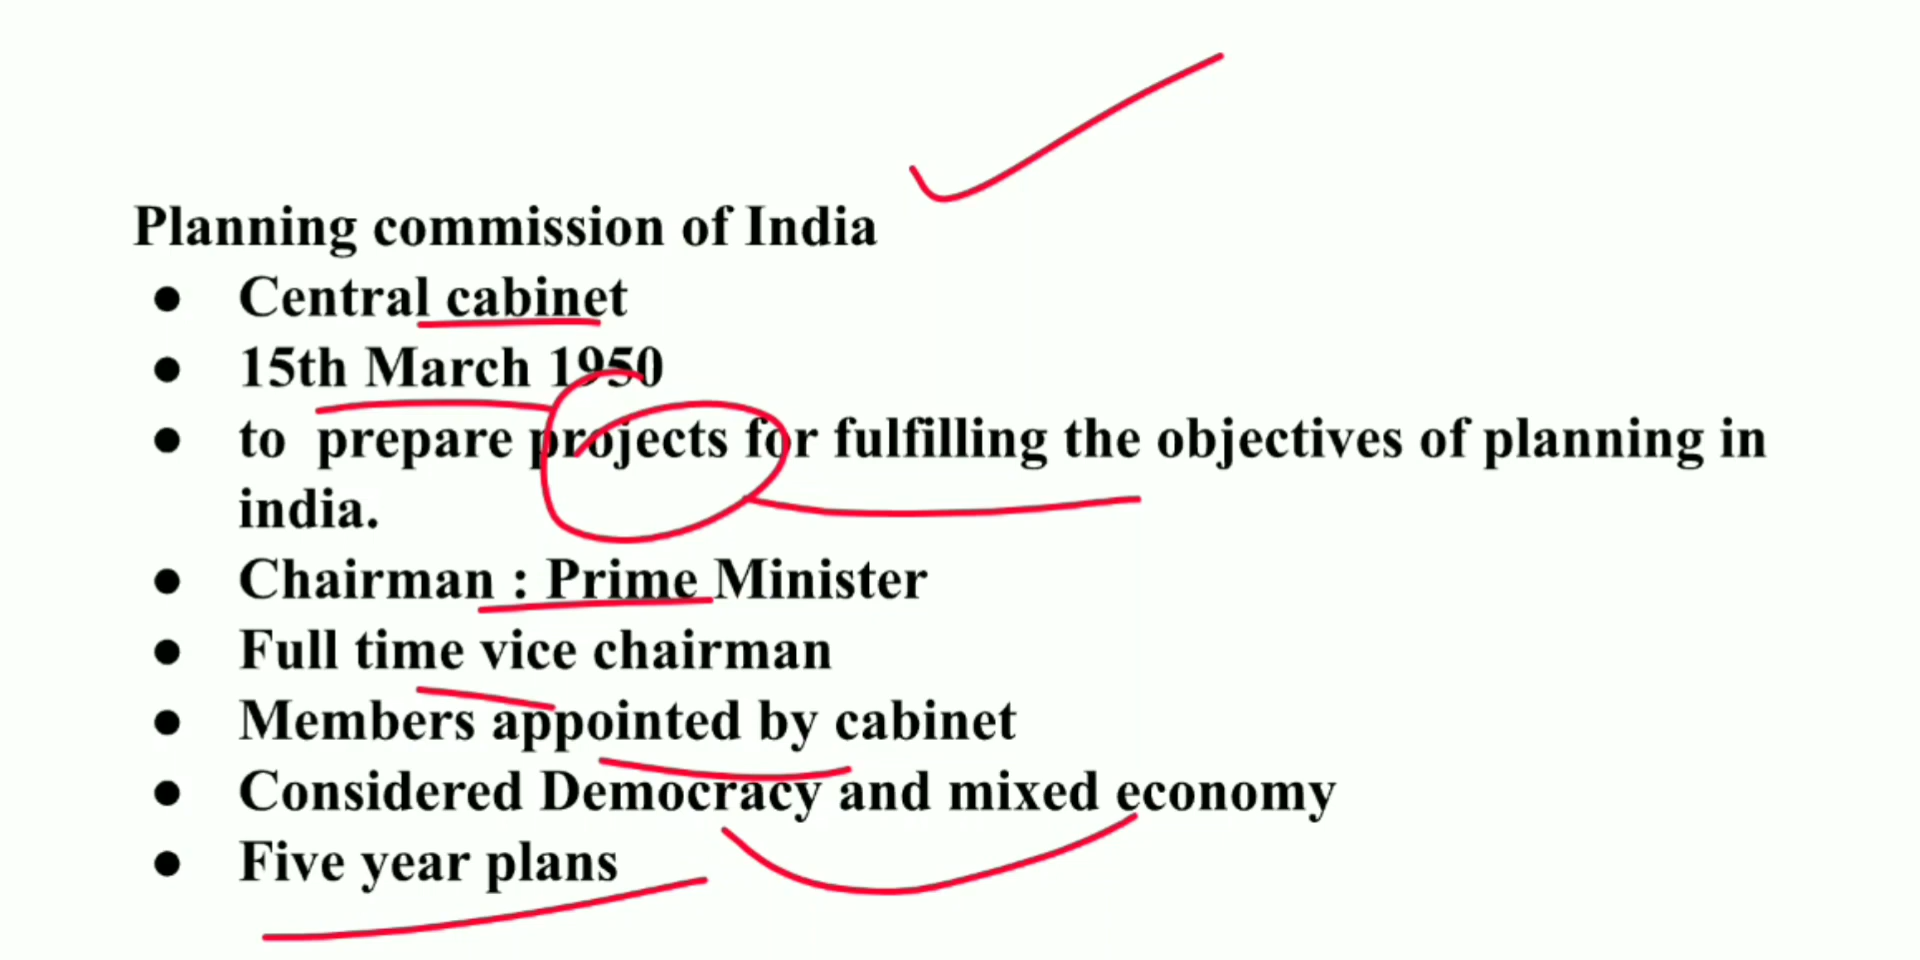 Planning commission of India
● Central cabinet
● 15th March 1950
● to  prepare projects for fulfilling the objectives of planning in
india.
● Chairman : Prime Minister
● Full time vice chairman
● Members appointed by cabinet
● Considered Democracy and mixed economy
● Five year plans